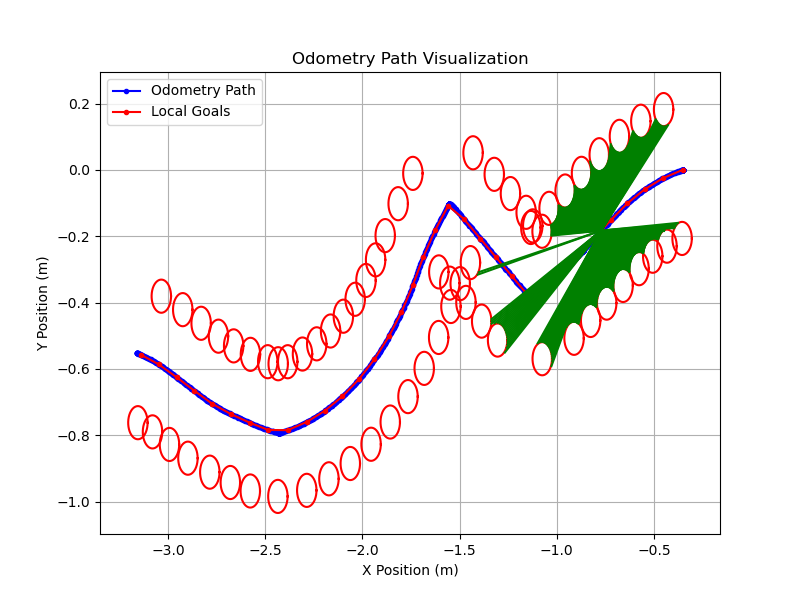 Odometry Path Visualization
Odometry Path
Local Goals
0.2
0.0
−0.2
−0.4
−0.6
−0.8
−1.0
Y Position (m)
−3.0 −2.5 −2.0 −1.5 −1.0 −0.5
X Position (m)